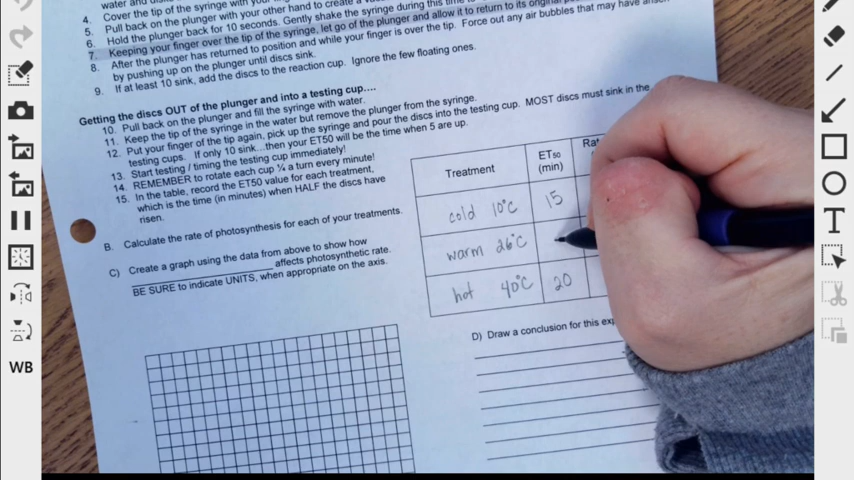 water and
4. Cover the tip of the syringe with your
5. Pull back on the plunger with your other hand to create a
6. Hold the plunger back for 10 seconds. Gently shake the syringe during this
7. Keeping your finger over the tip of the syringe, let go of the plunger and allow it to return to its original
8. After the plunger has returned to position and while your finger is over the tip. Force out any air bubbles that may have
by pushing up on the plunger until discs sink.
9. If at least 10 sink, add the discs to the reaction cup. Ignore the few floating ones.
Getting the discs OUT of the plunger and into a testing cup....
10. Pull back on the plunger and fill the syringe with water.
11. Keep the tip of the syringe in the water but remove the plunger from the syringe.
12. Put your finger of the tip again, pick up the syringe and pour the discs into the testing cup. MOST discs must sink in the
testing cups. If only 10 sink...then your ET50 will be the time when 5 are up.
13. Start testing / timing the testing cup immediately!
14. REMEMBER to rotate each cup ¼ a turn every minute!
15. In the table, record the ET50 value for each treatment,
which is the time (in minutes) when HALF the discs have
risen.
B. Calculate the rate of photosynthesis for each of your treatments.
C) Create a graph using the data from above to show how
____________________ affects photosynthetic rate.
BE SURE to indicate UNITS, when appropriate on the axis.
Treatment ET50 (min)
cold 10°C 15
warm 26°C
hot 40°C 20
D) Draw a conclusion for this
T
WB